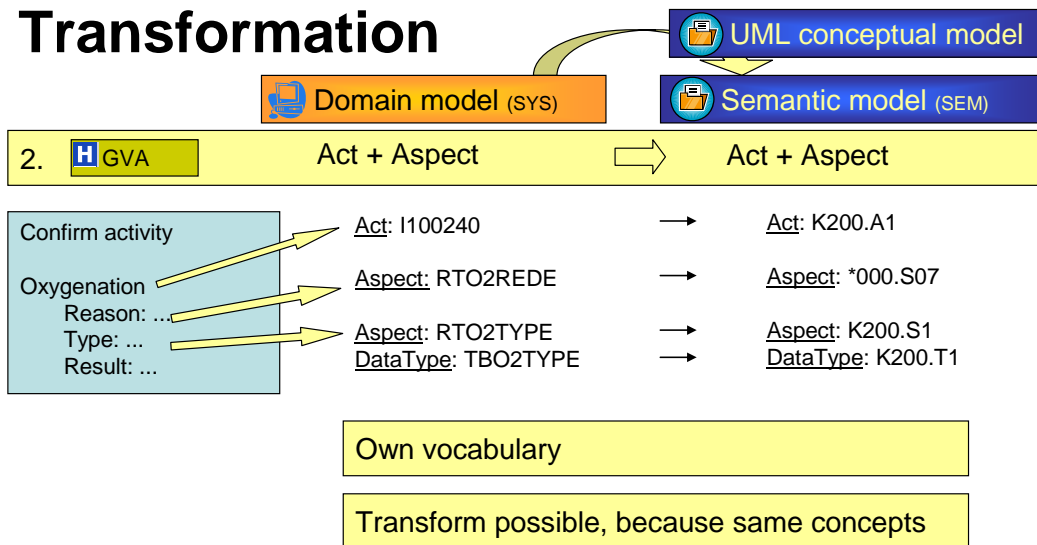 Transformation
UML conceptual model
Domain model (SYS)
Semantic model (SEM)
2. H GVA Act + Aspect Act + Aspect
Confirm activity
Oxygenation
Reason: ...
Type: ...
Result: ...
Act: I100240 Act: K200.A1
Aspect: RTO2REDE Aspect: *000.S07
Aspect: RTO2TYPE Aspect: K200.S1
DataType: TBO2TYPE DataType: K200.T1
Own vocabulary
Transform possible, because same concepts